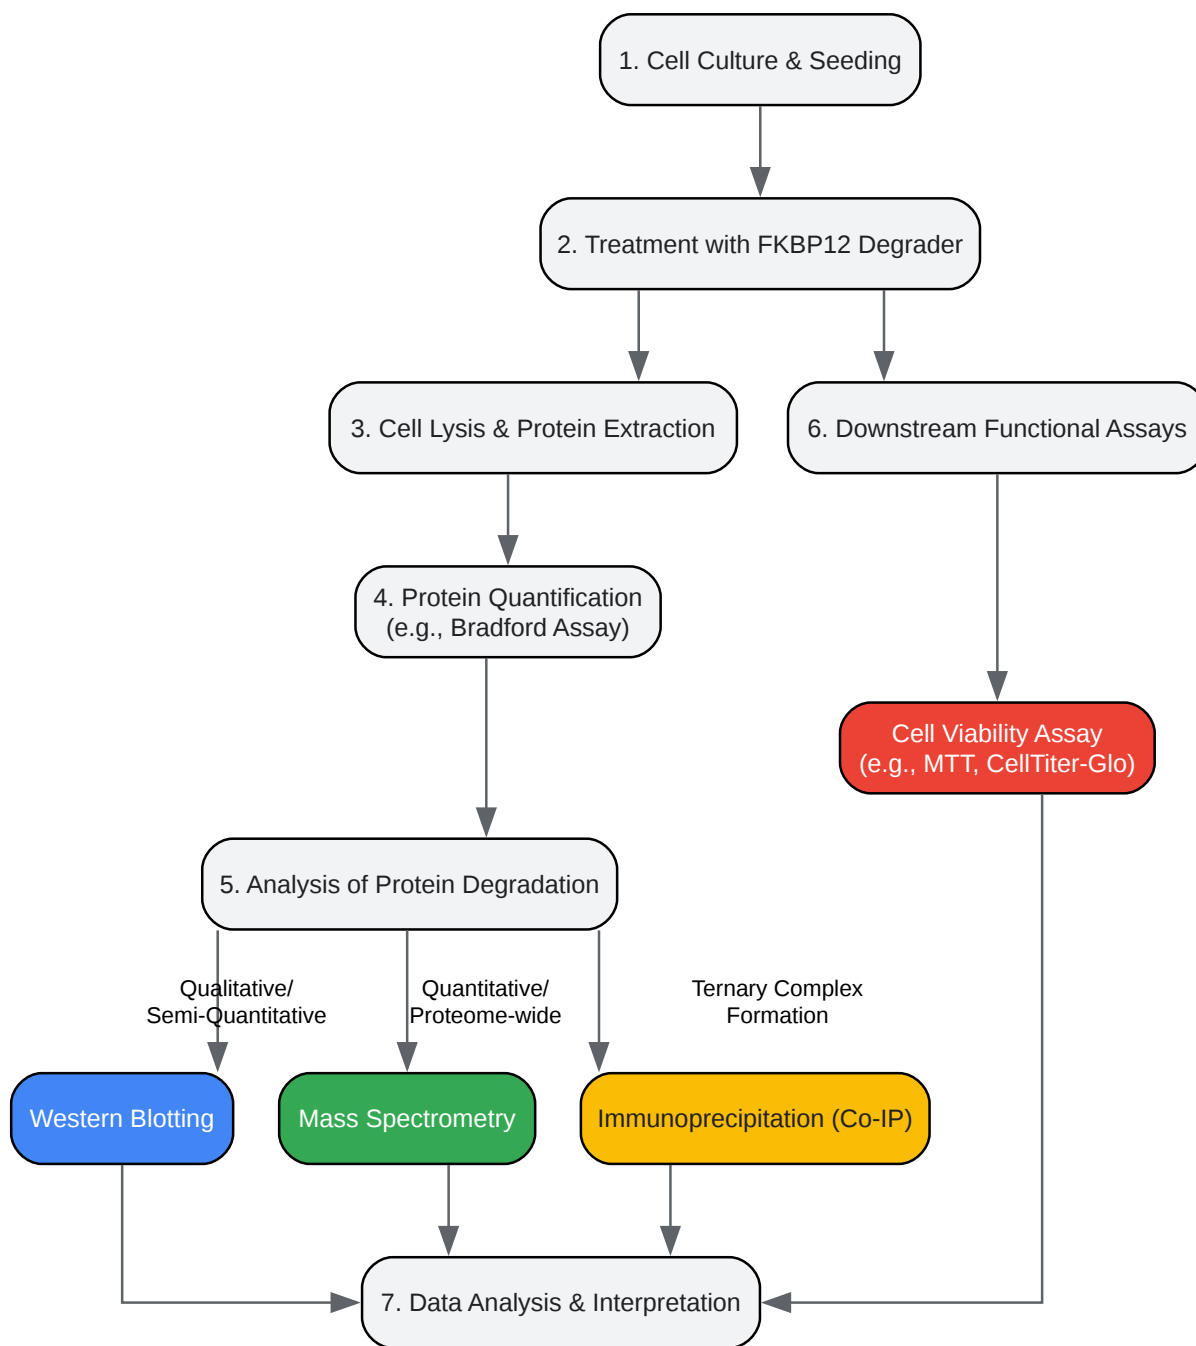 1. Cell Culture & Seeding
2. Treatment with FKBP12 Degrader
3. Cell Lysis & Protein Extraction
6. Downstream Functional Assays
4. Protein Quantification
(e.g., Bradford Assay)
Cell Viability Assay
(e.g., MTT, CellTiter-Glo)
5. Analysis of Protein Degradation
Qualitative/
Semi-Quantitative
Quantitative/
Proteome-wide
Ternary Complex
Formation
Western Blotting
Mass Spectrometry
Immunoprecipitation (Co-IP)
7. Data Analysis & Interpretation